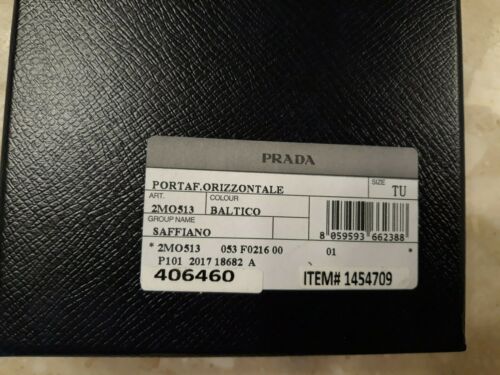 PRADA
PORTAF.ORIZZONTALE SIZE TU
ART. COLOUR
2MO513 BALTICO
GROUP NAME
SAFFIANO
8 059593 662388
* 2MO513 053 F0216 00 01 *
P101 2017 18682 A
406460 ITEM# 1454709